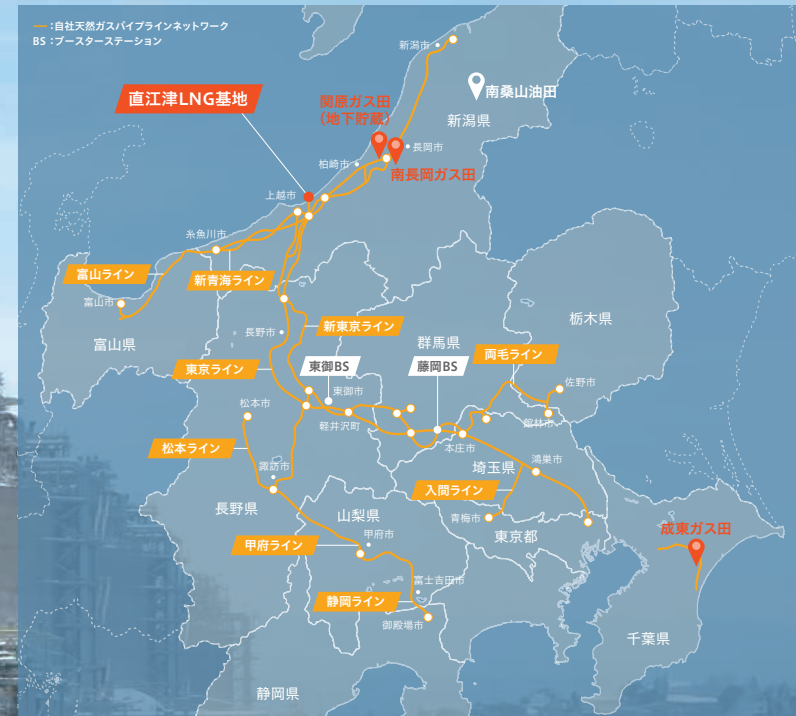 ━:自社天然ガスパイプラインネットワーク
BS :ブースターステーション
新潟市
南桑山油田
直江津LNG基地
関原ガス田
(地下貯蔵)
新潟県
長岡市
柏崎市
南長岡ガス田
上越市
糸魚川市
富山ライン
新青海ライン
富山市
栃木県
新東京ライン
長野市
群馬県
富山県
両毛ライン
東京ライン
東御BS
藤岡BS
佐野市
東御市
松本市
館林市
軽井沢町
本庄市
松本ライン
鴻巣市
諏訪市
埼玉県
入間ライン
長野県
山梨県
青梅市
成東ガス田
甲府市
東京都
甲府ライン
富士吉田市
静岡ライン
御殿場市
千葉県
静岡県